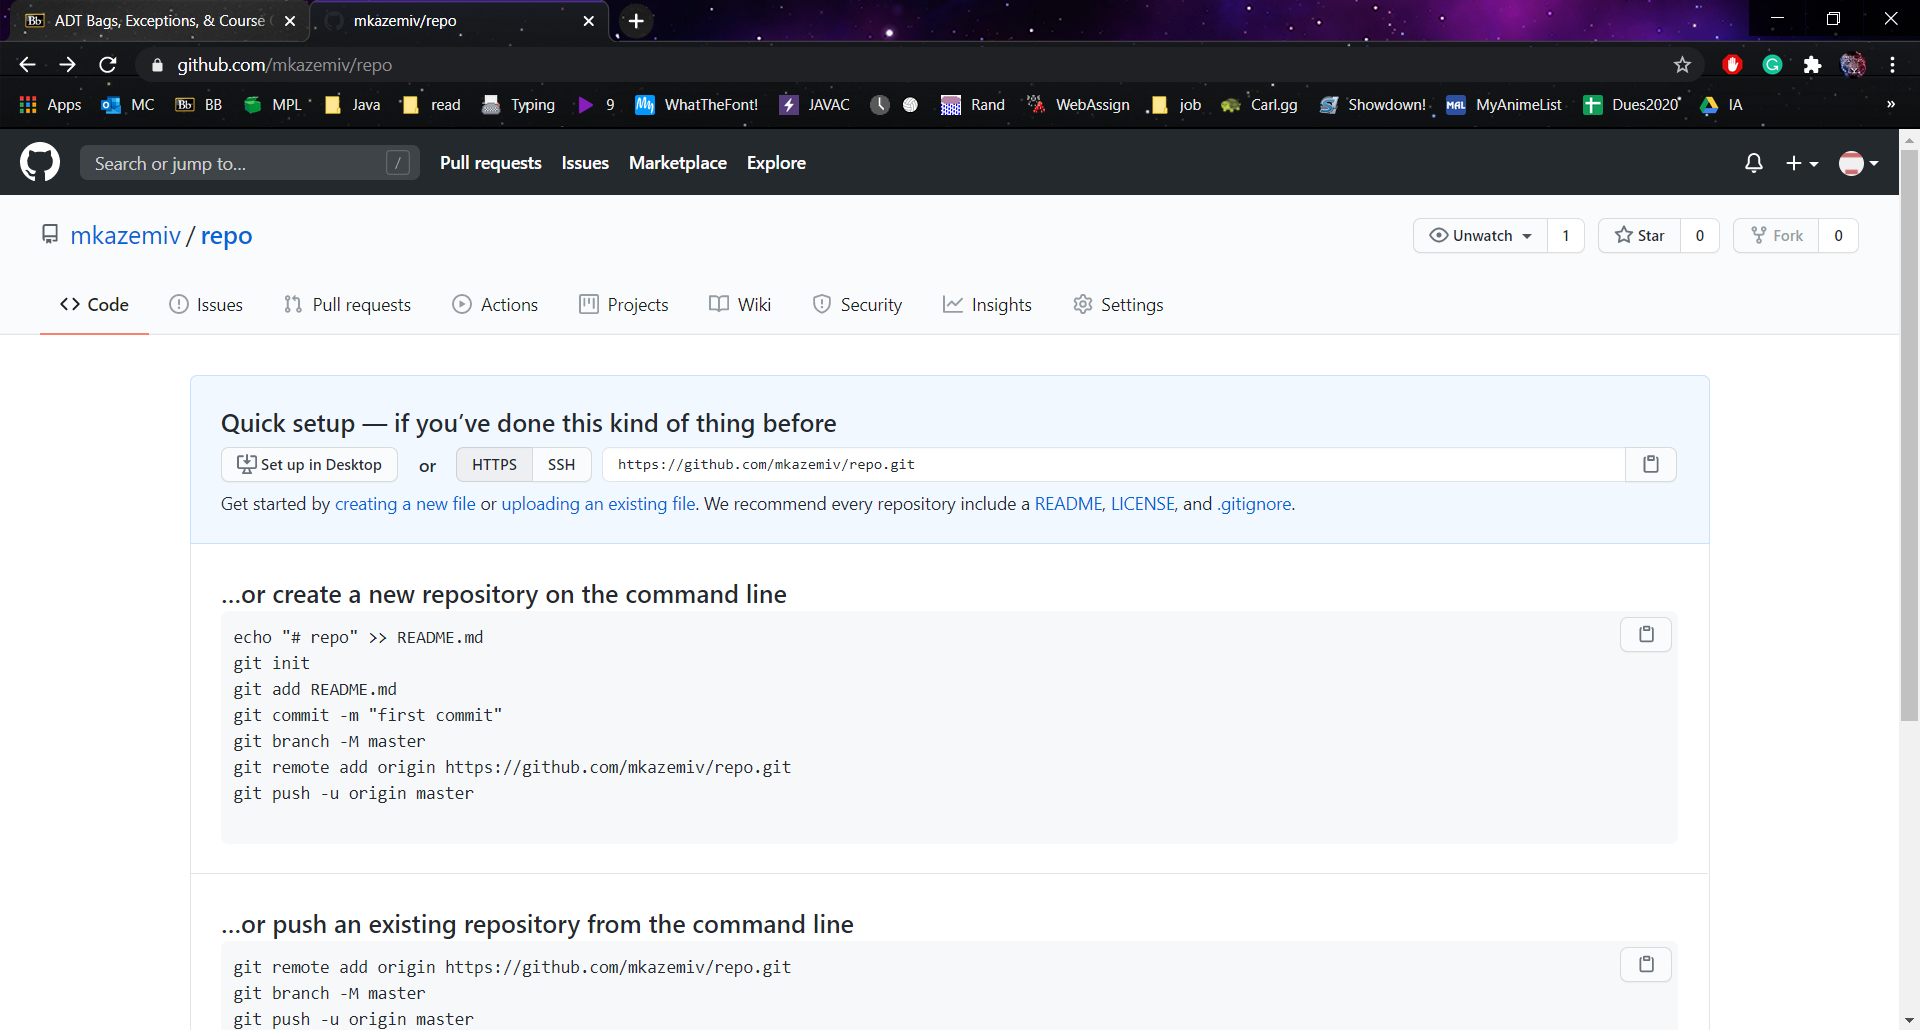 ADT Bags, Exceptions, & Course
mkazemiv/repo
github.com/mkazemiv/repo
Apps MC Bb BB MPL Java read Typing 9 My WhatTheFont! JAVAC Rand WebAssign job Carl.gg Showdown! MAL MyAnimeList Dues2020 IA »
Search or jump to... / Pull requests Issues Marketplace Explore
mkazemiv / repo Unwatch 1 Star 0 Fork 0
<> Code Issues Pull requests Actions Projects Wiki Security Insights Settings
Quick setup — if you’ve done this kind of thing before
Set up in Desktop or HTTPS SSH https://github.com/mkazemiv/repo.git
Get started by creating a new file or uploading an existing file. We recommend every repository include a README, LICENSE, and .gitignore.
…or create a new repository on the command line
echo "# repo" >> README.md
git init
git add README.md
git commit -m "first commit"
git branch -M master
git remote add origin https://github.com/mkazemiv/repo.git
git push -u origin master
…or push an existing repository from the command line
git remote add origin https://github.com/mkazemiv/repo.git
git branch -M master
git push -u origin master